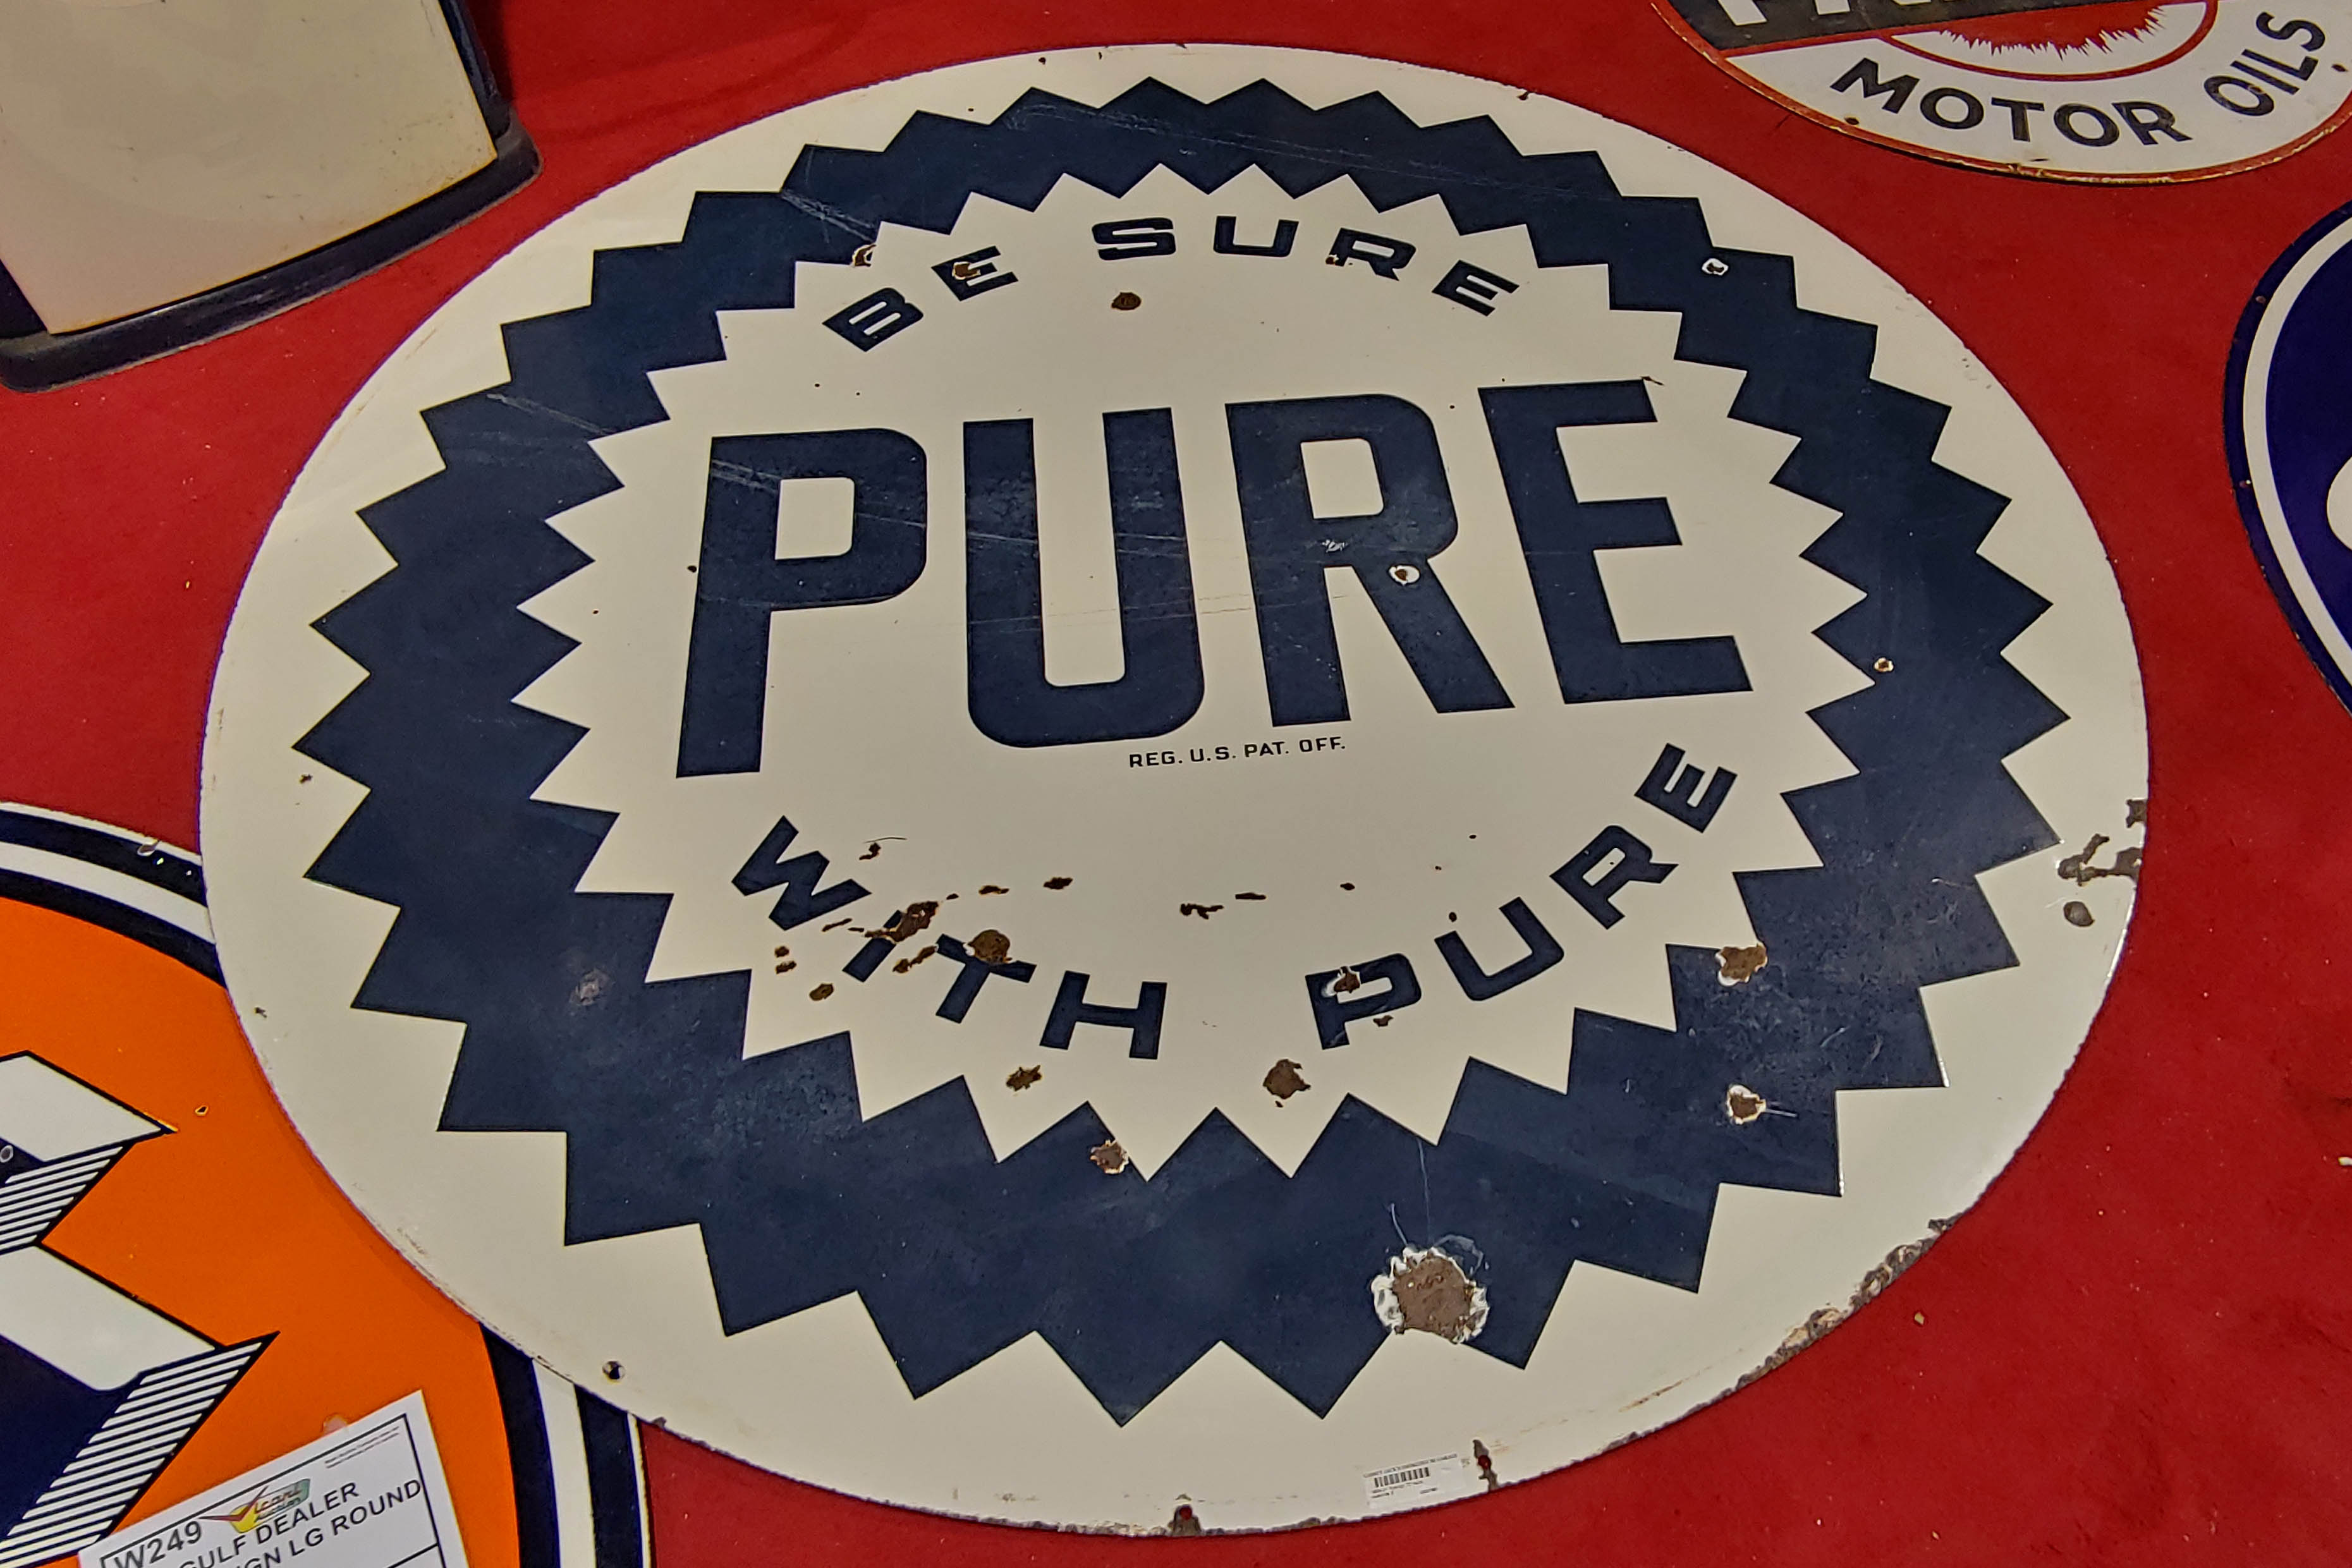 MOTOR OILS
BE SURE
PURE
REG. U.S. PAT. OFF.
WITH PURE
W249
GULF DEALER
LG ROUND